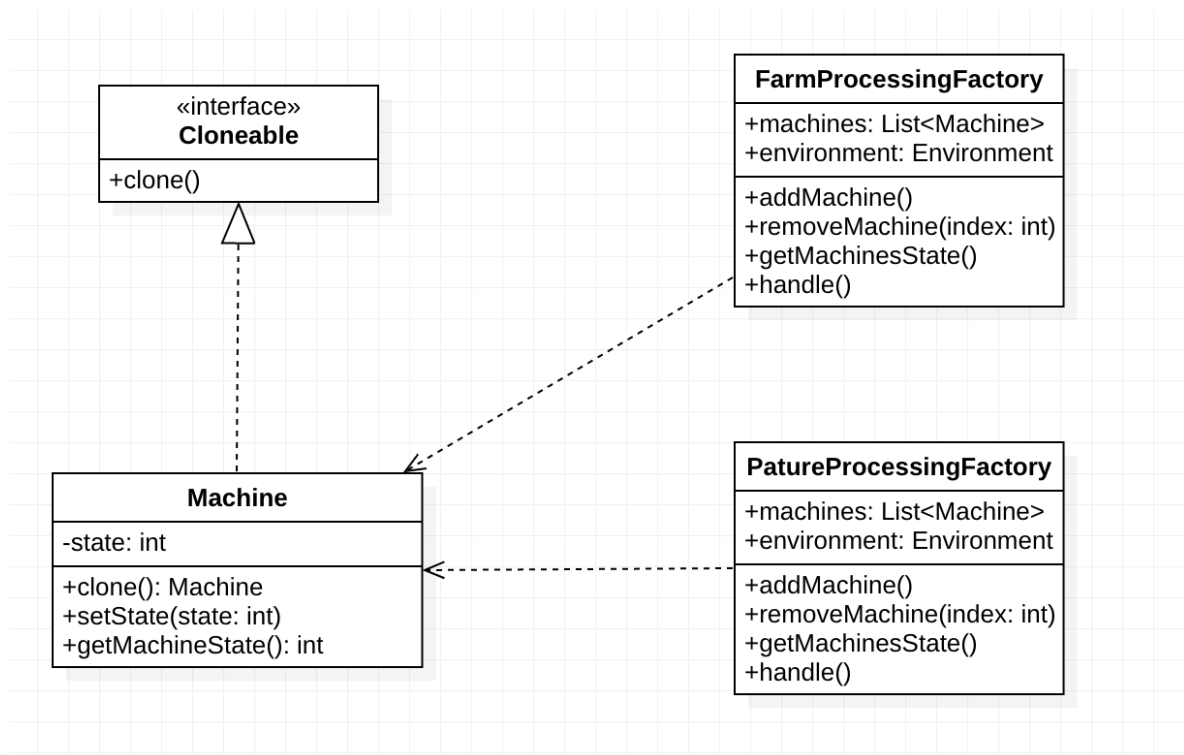 «interface»
Cloneable
+clone()
Machine
-state: int
+clone(): Machine
+setState(state: int)
+getMachineState(): int
FarmProcessingFactory
+machines: List<Machine>
+environment: Environment
+addMachine()
+removeMachine(index: int)
+getMachinesState()
+handle()
PatureProcessingFactory
+machines: List<Machine>
+environment: Environment
+addMachine()
+removeMachine(index: int)
+getMachinesState()
+handle()